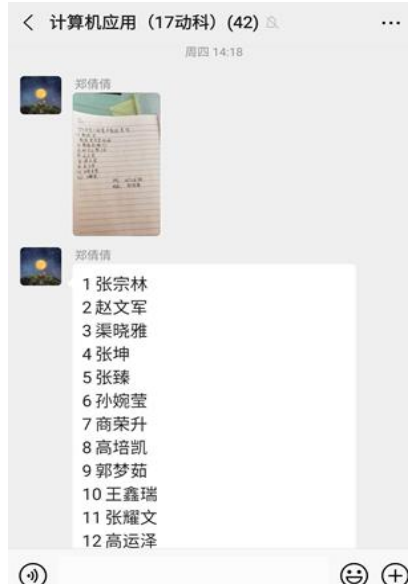 计算机应用（17动科）(42)
周四 14:18
郑倩倩
郑倩倩
1 张宗林
2 赵文军
3 渠晓雅
4 张坤
5 张臻
6 孙婉莹
7 商荣升
8 高培凯
9 郭梦茹
10 王鑫瑞
11 张耀文
12 高运泽